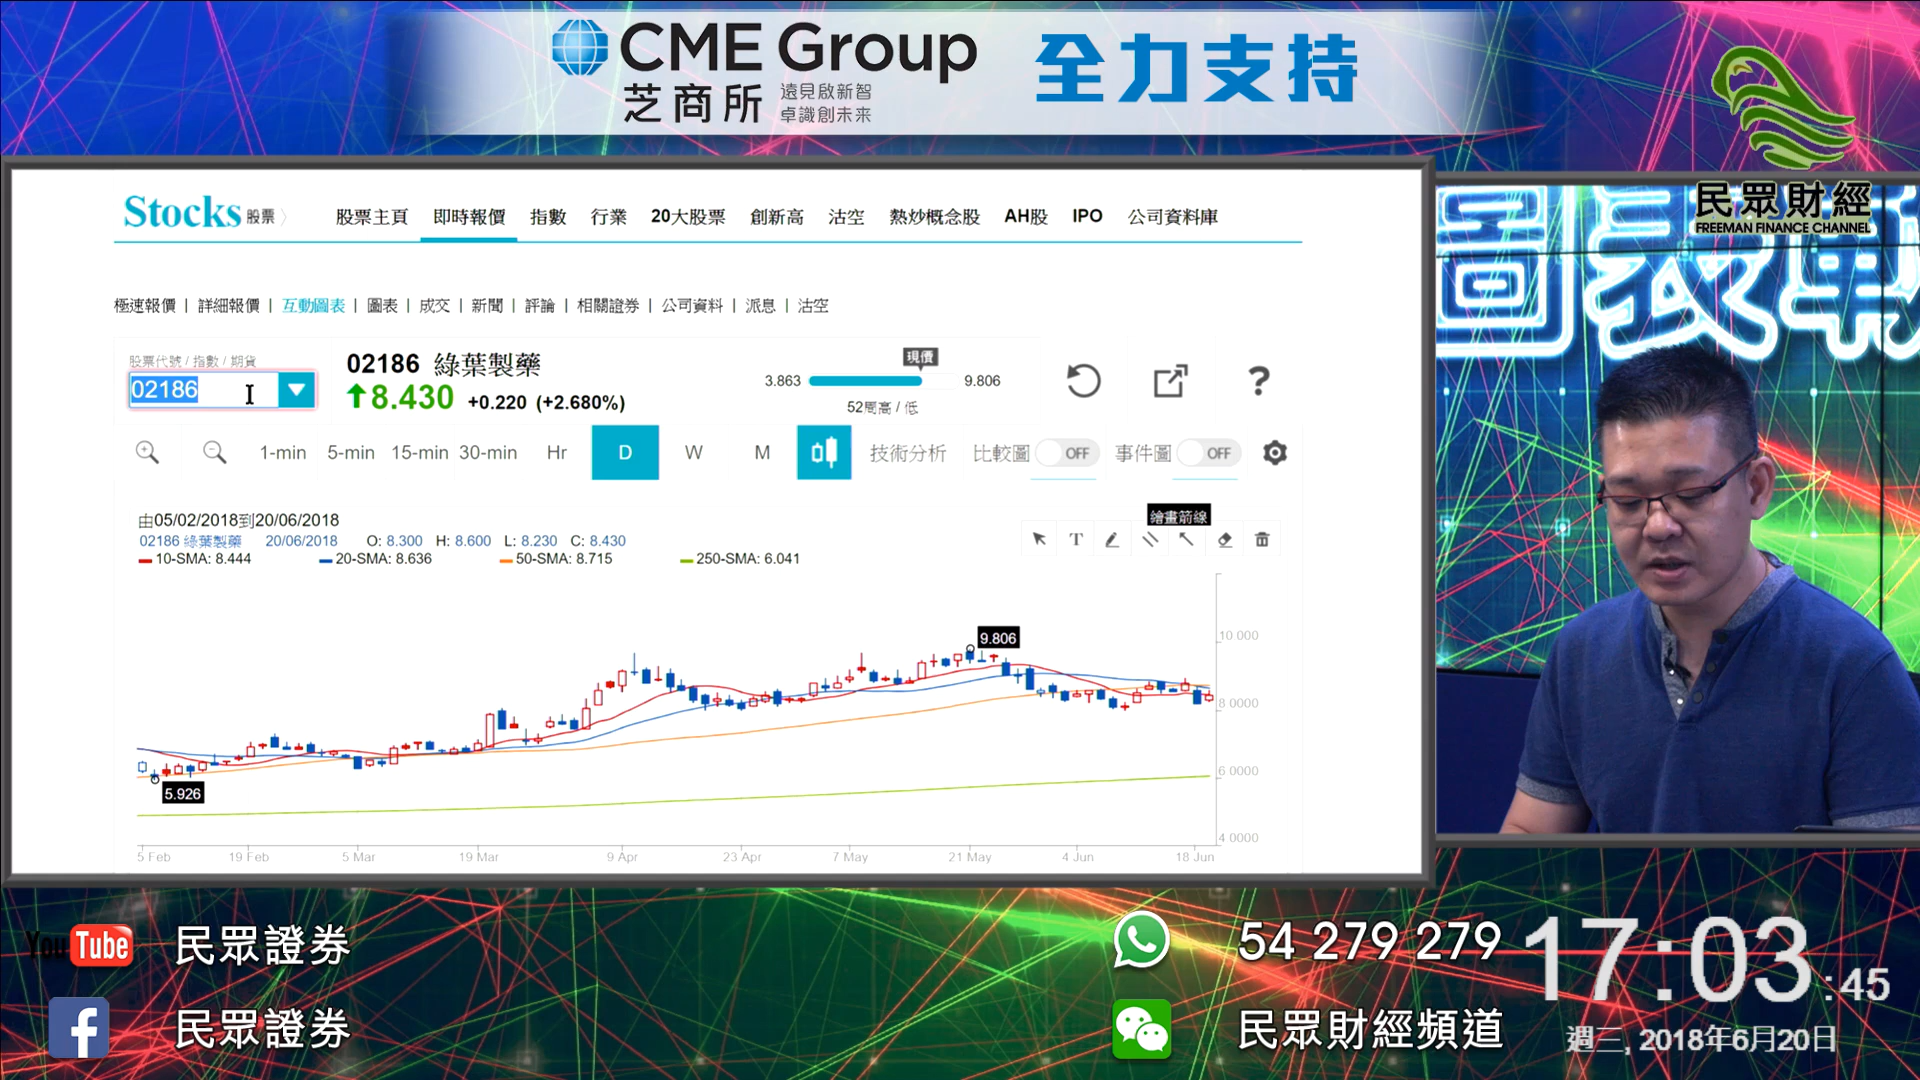 CME Group
芝商所
遠見啟新智
卓識創未來
全力支持
民眾財經
FREEMAN FINANCE CHANNEL
Stocks 股票
股票主頁 即時報價 指數 行業 20大股票 創新高 沽空 熱炒概念股 AH股 IPO 公司資料庫
極速報價 | 詳細報價 | 互動圖表 | 圖表 | 成交 | 新聞 | 評論 | 相關證券 | 公司資料 | 派息 | 沽空
股票代號 / 指數 / 期貨
02186
02186 綠葉製藥
8.430 +0.220 (+2.680%)
現價
3.863 9.806
52周高 / 低
?
1-min 5-min 15-min 30-min Hr D W M 技術分析 比較圖 OFF 事件圖 OFF
由05/02/2018到20/06/2018
繪畫箭線
T
02186 綠葉製藥 20/06/2018 O: 8.300 H: 8.600 L: 8.230 C: 8.430
10-SMA: 8.444 20-SMA: 8.636 50-SMA: 8.715 250-SMA: 6.041
9.806
5.926
10 000
8 0000
6 0000
4 0000
5 Feb 19 Feb 5 Mar 19 Mar 9 Apr 23 Apr 7 May 21 May 4 Jun 18 Jun
圖表
YouTube 民眾證券
f 民眾證券
54 279 279
民眾財經頻道
17:03:45
週三, 2018年6月20日